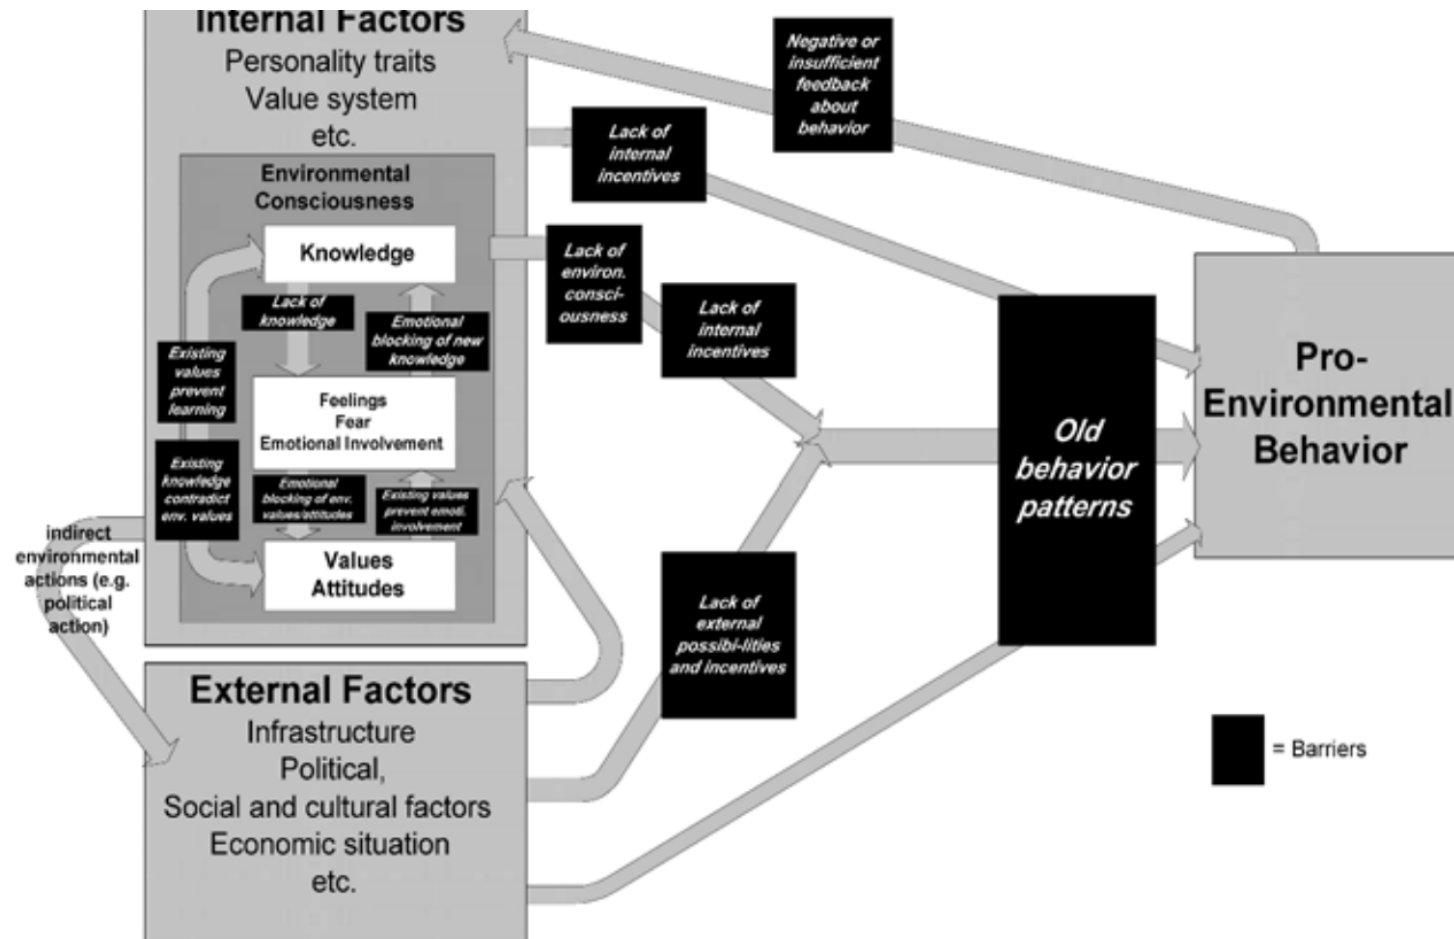 Internal Factors
Personality traits
Value system
etc.
Environmental
Consciousness
Knowledge
Lack of
knowledge
Emotional
blocking of new
knowledge
Existing
values
prevent
learning
Feelings
Fear
Emotional Involvement
Existing
knowledge
contradict
env. values
Emotional
blocking of env.
values/attitudes
Existing values
prevent emoti.
involvement
Values
Attitudes
indirect
environmental
actions (e.g.
political
action)
External Factors
Infrastructure
Political,
Social and cultural factors
Economic situation
etc.
Negative or
insufficient
feedback
about
behavior
Lack of
internal
incentives
Lack of
environ.
consci-
ousness
Lack of
internal
incentives
Lack of
external
possibi-lities
and incentives
Old
behavior
patterns
Pro-
Environmental
Behavior
= Barriers